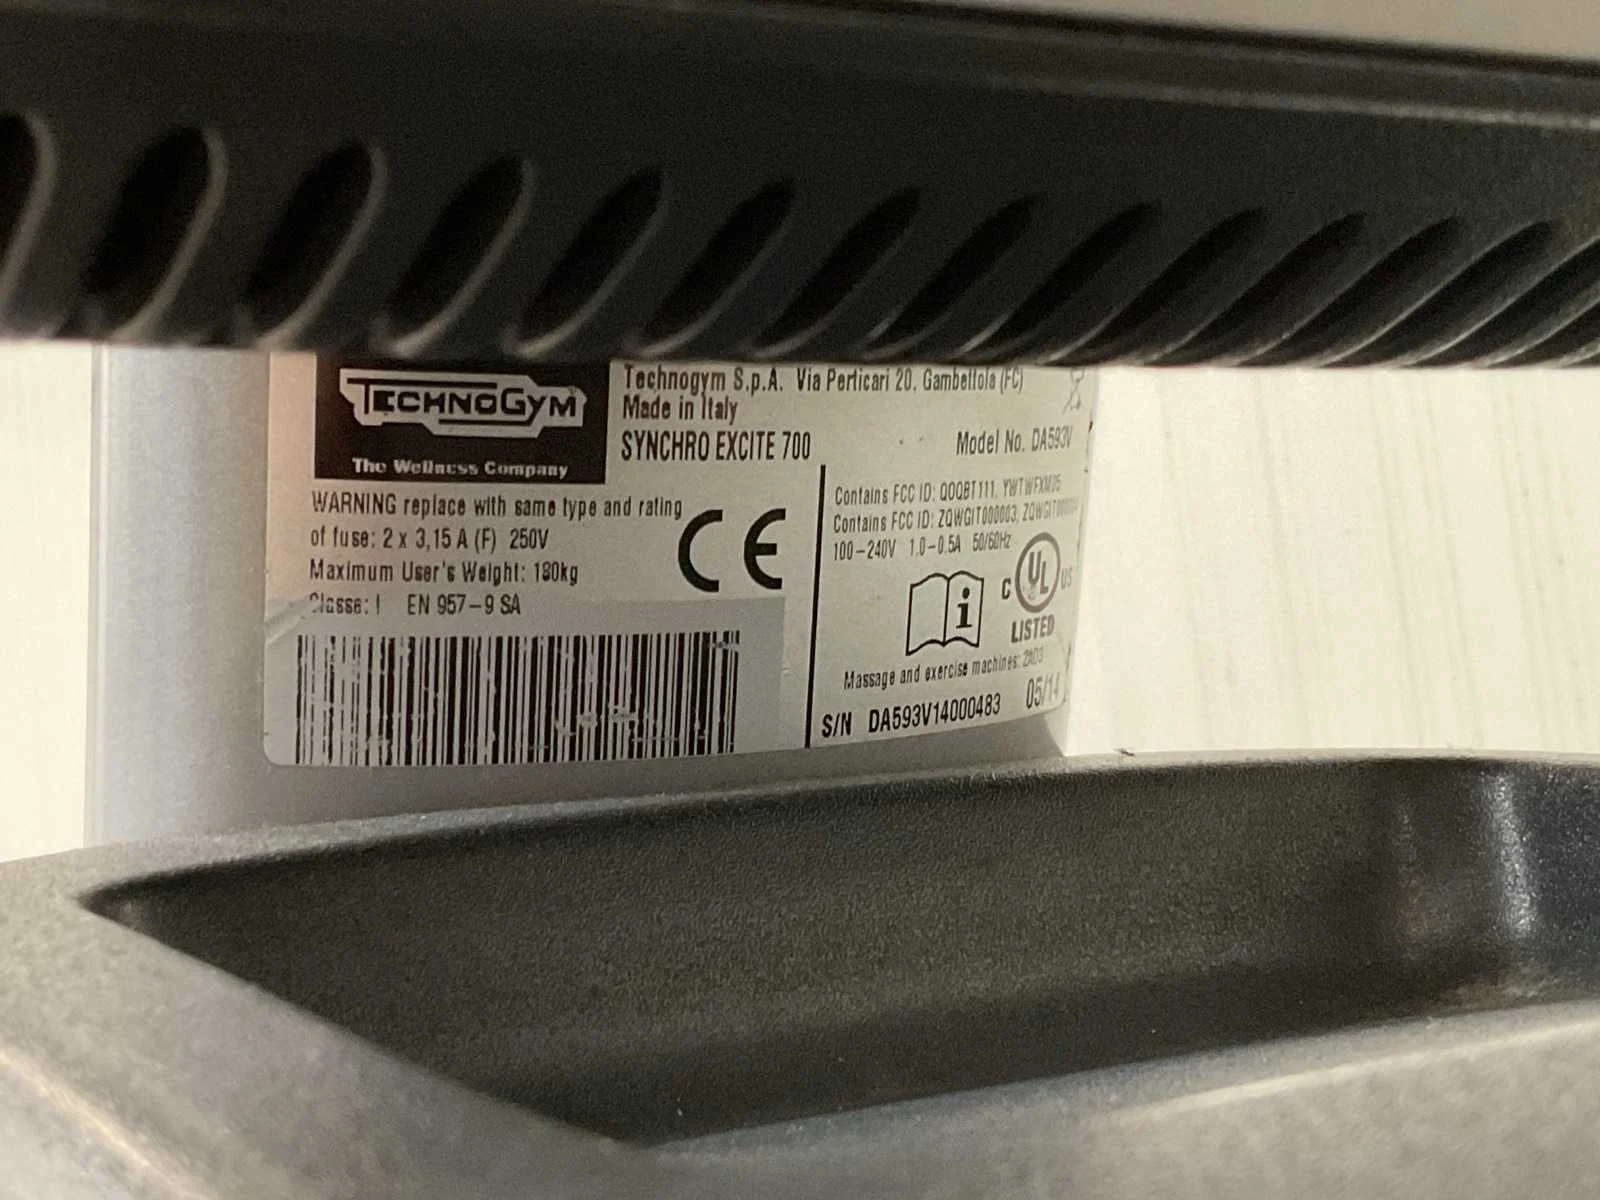 TECHNOGYM
The Wellness Company
Technogym S.p.A. Via Perticari 20, Gambettola (FC)
Made in Italy
SYNCHRO EXCITE 700
Model No. DA593V
WARNING replace with same type and rating
of fuse: 2 x 3,15 A (F) 250V
Maximum User's Weight: 180kg
Classe: I EN 957-9 SA
CE
Contains FCC ID: QOQBT111, YWTWFXM05
Contains FCC ID: ZQWGIT000003,
100-240V 1.0-0.5A 50/60Hz
i
C UL US
LISTED
Massage and exercise machines: 2AD3
S/N DA593V14000483 05/14